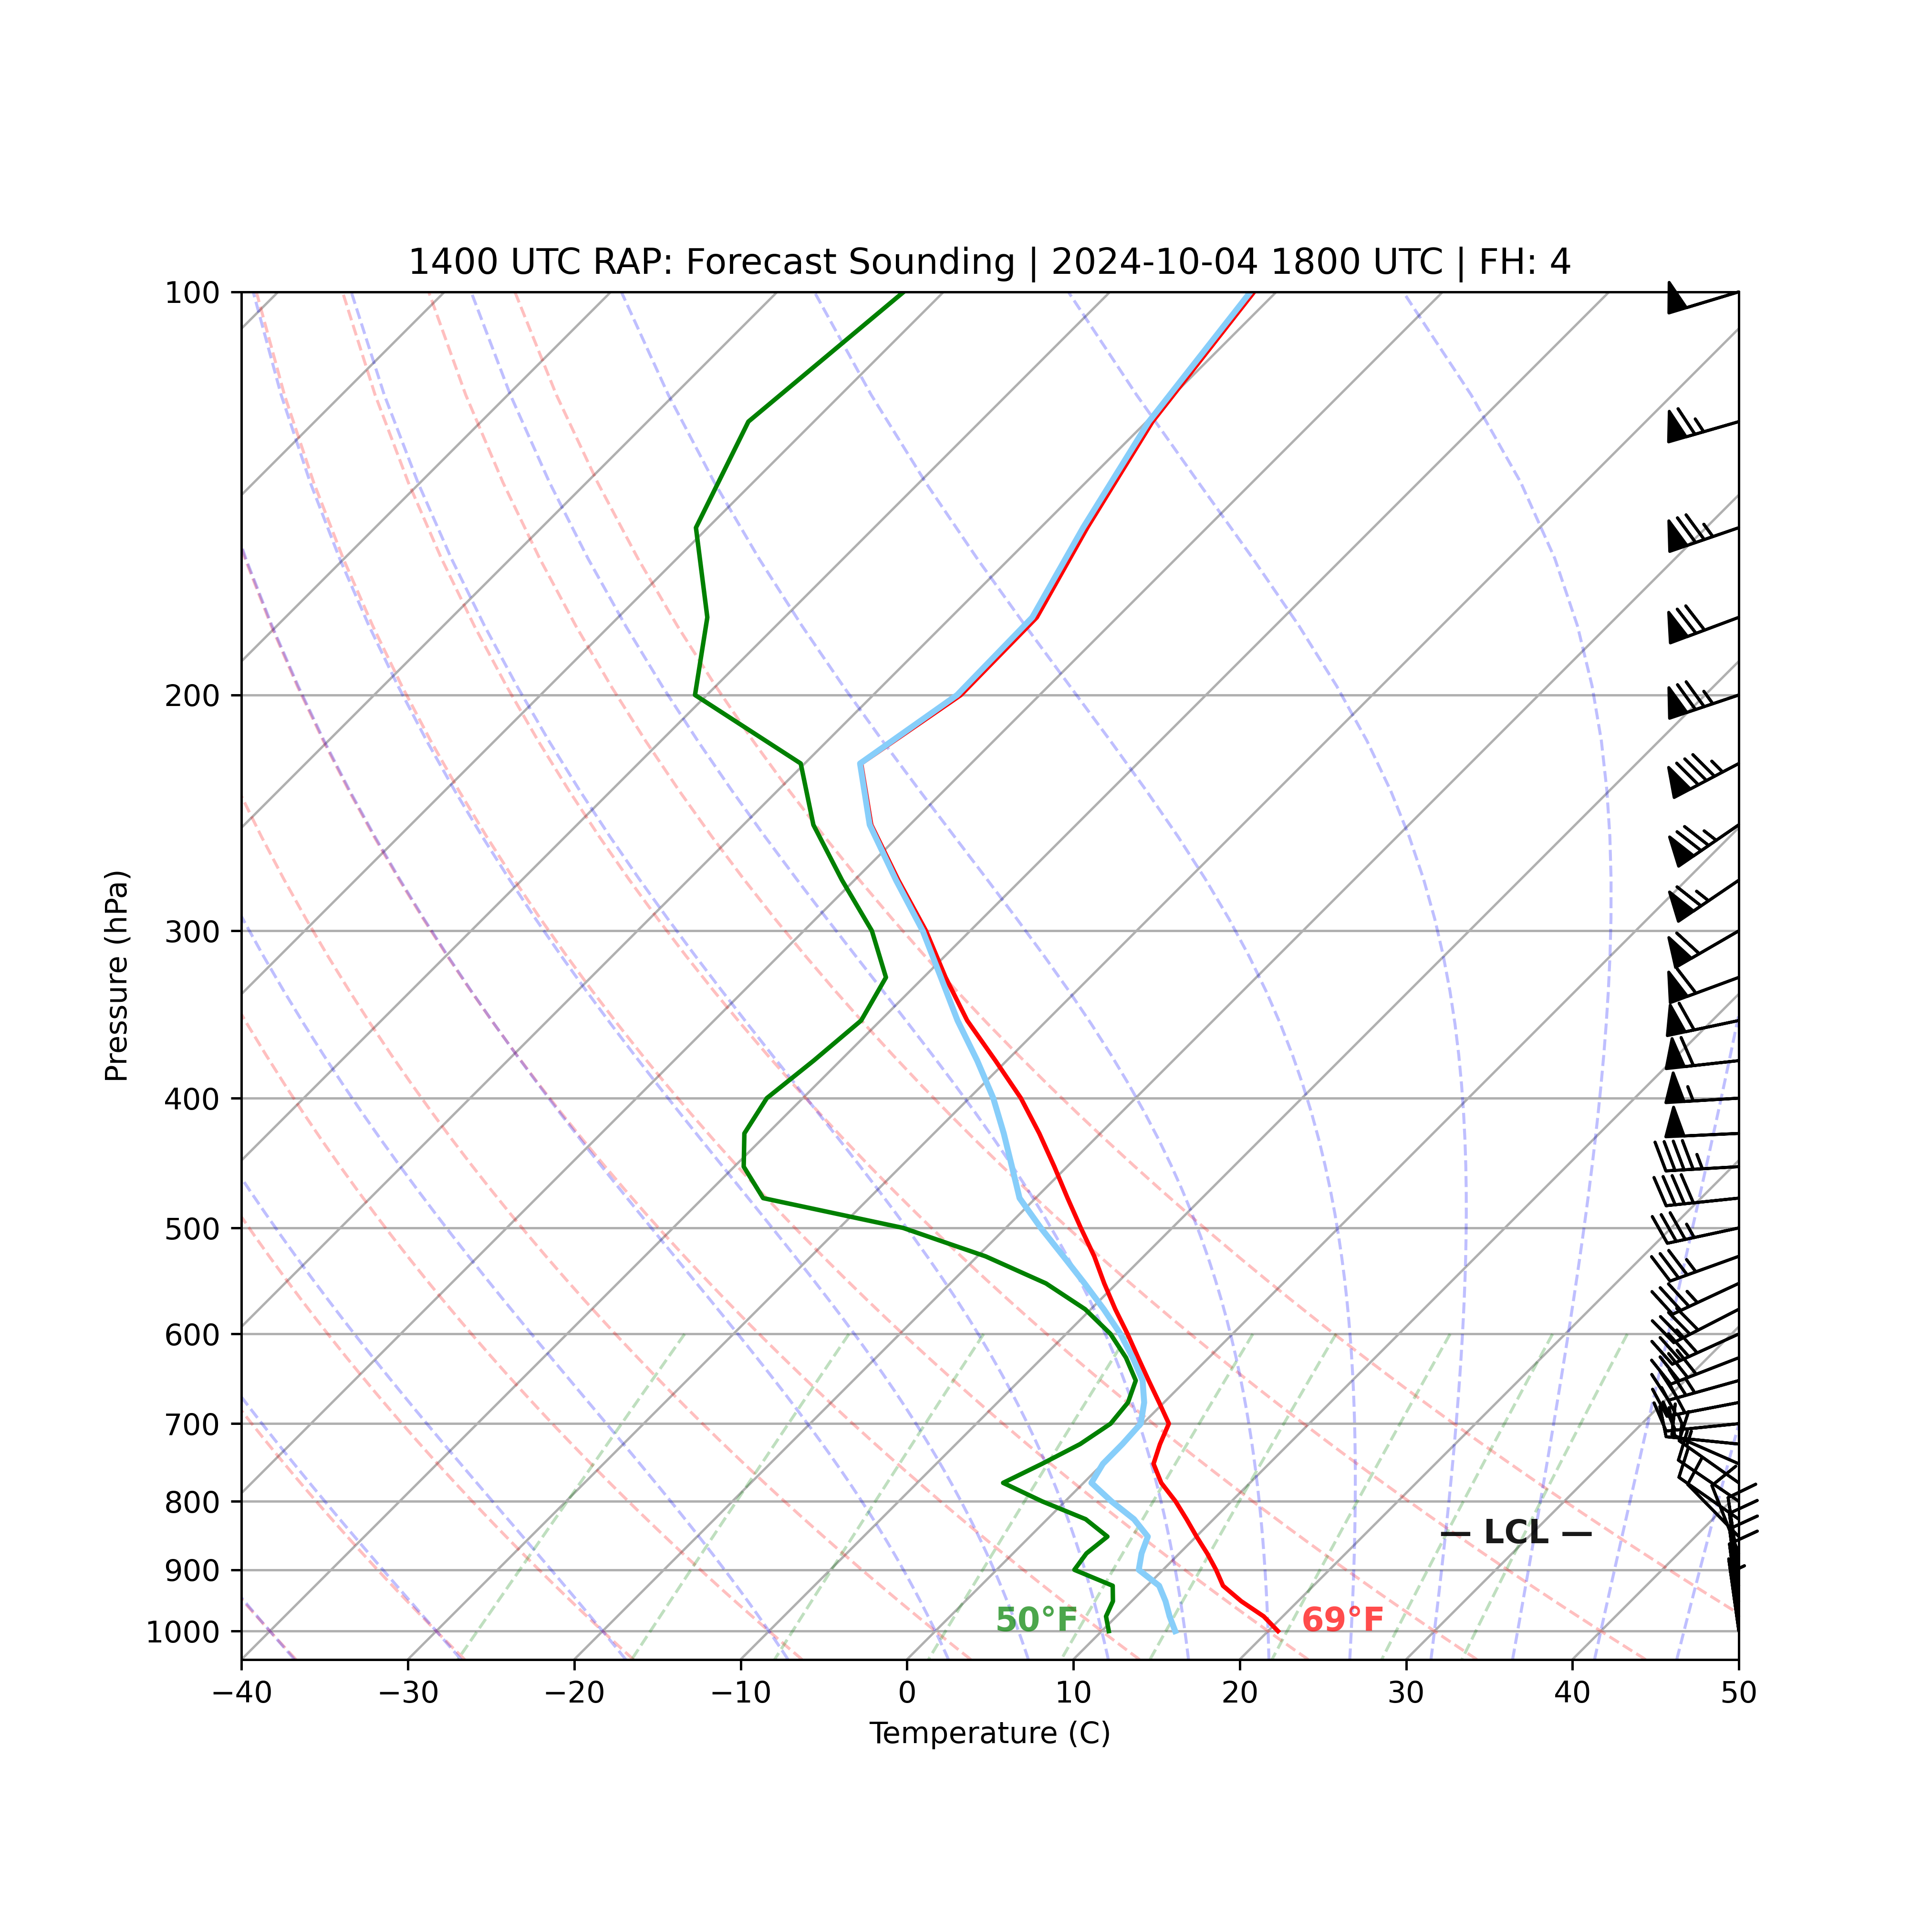 1400 UTC RAP: Forecast Sounding | 2024-10-04 1800 UTC | FH: 4
100
200
300
400
500
600
700
800
900
1000
Pressure (hPa)
— LCL —
50°F
69°F
−40 −30 −20 −10 0 10 20 30 40 50
Temperature (C)